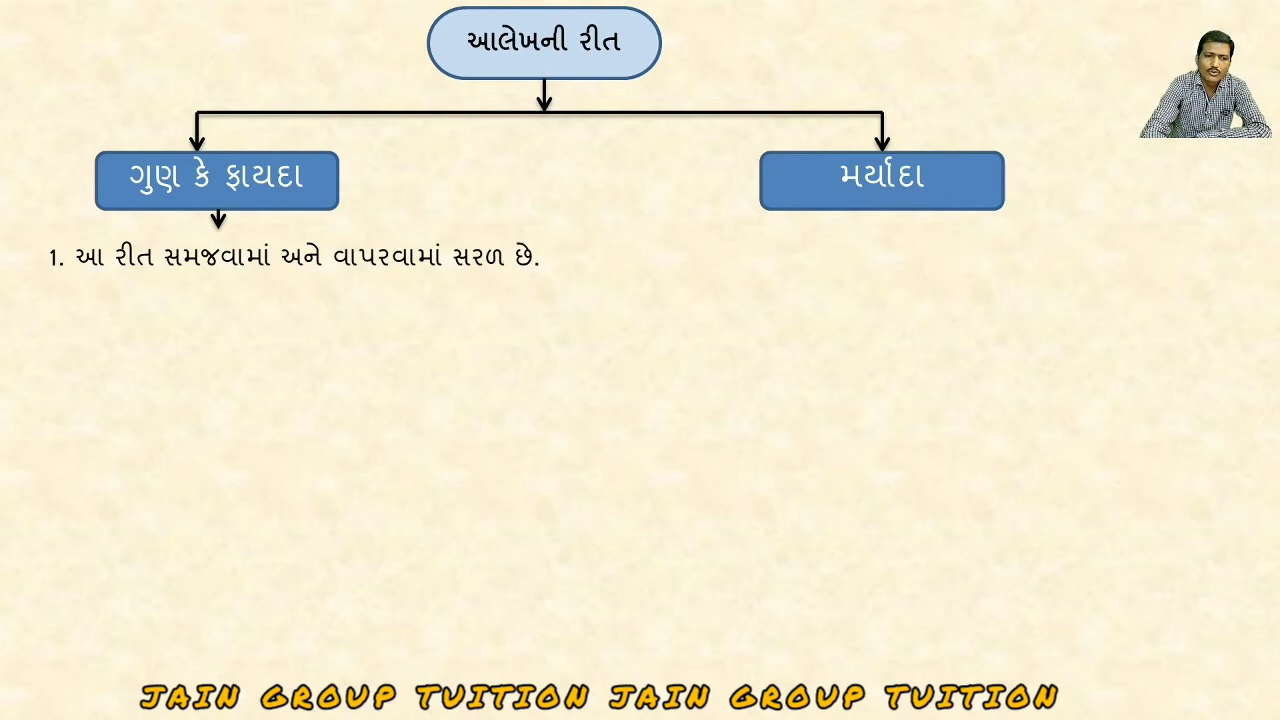 આલેખની રીત
ગુણ કે ફાયદા
મર્યાદા
1. આ રીત સમજવામાં અને વાપરવામાં સરળ છે.
JAIN GROUP TUITION JAIN GROUP TUITION